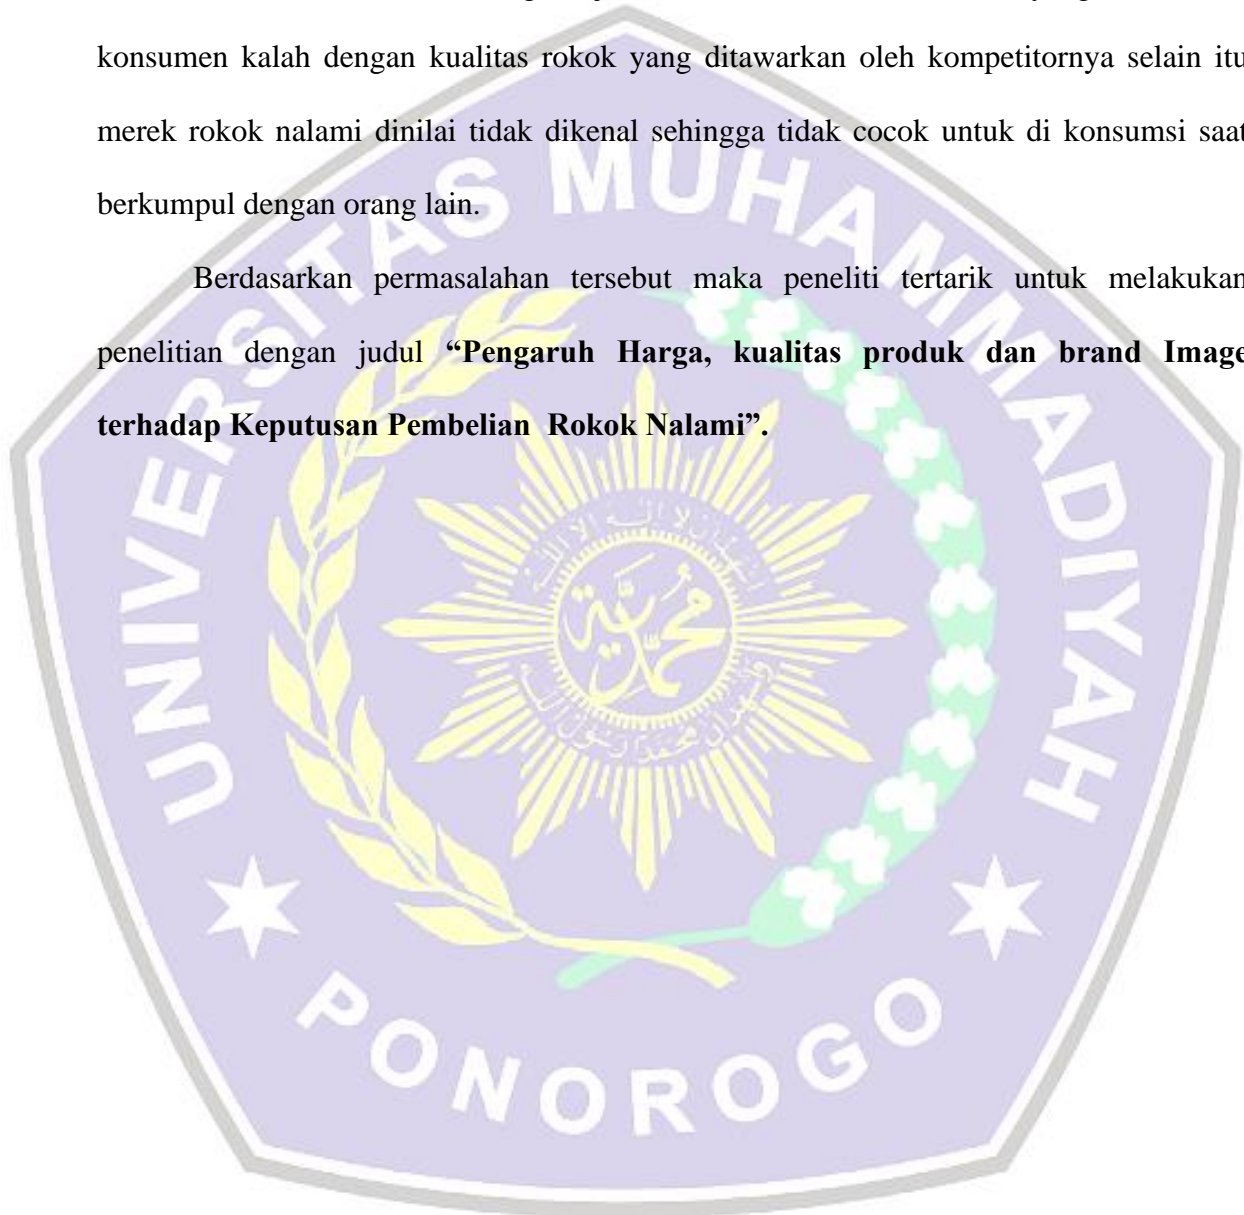 konsumen kalah dengan kualitas rokok yang ditawarkan oleh kompetitornya selain itu
merek rokok nalami dinilai tidak dikenal sehingga tidak cocok untuk di konsumsi saat
berkumpul dengan orang lain.
Berdasarkan permasalahan tersebut maka peneliti tertarik untuk melakukan
penelitian dengan judul “Pengaruh Harga, kualitas produk dan brand Image
terhadap Keputusan Pembelian  Rokok Nalami”.
UNIVERSITAS MUHAMMADIYAH
PONOROGO
محمدية